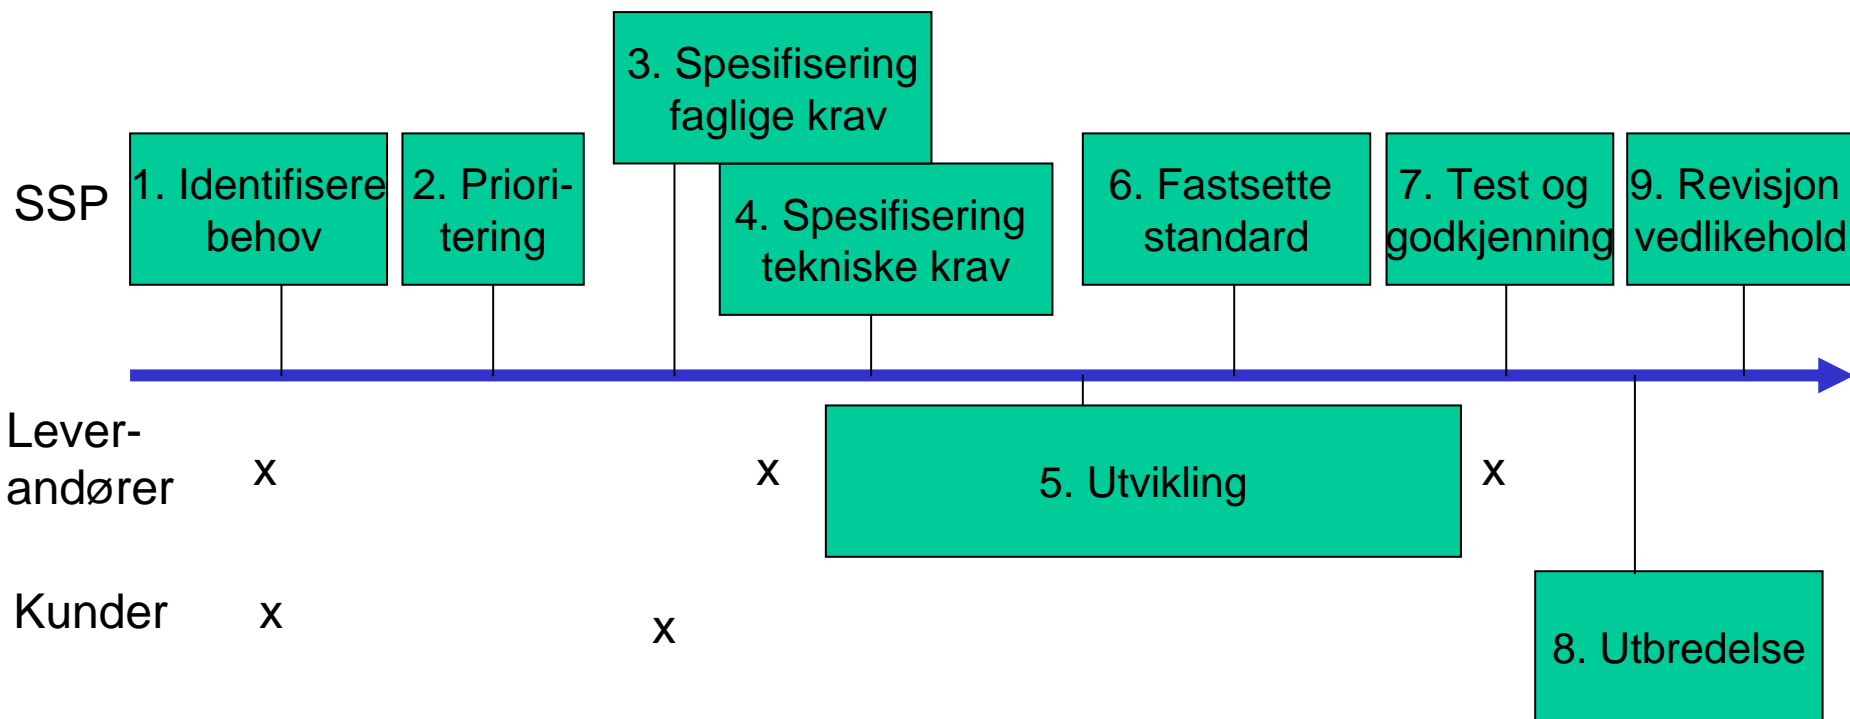 3. Spesifisering
faglige krav
SSP
1. Identifisere
behov
2. Priori-
tering
4. Spesifisering
tekniske krav
6. Fastsette
standard
7. Test og
godkjenning
9. Revisjon
vedlikehold
Lever-
andører
x
x
5. Utvikling
x
Kunder
x
x
8. Utbredelse